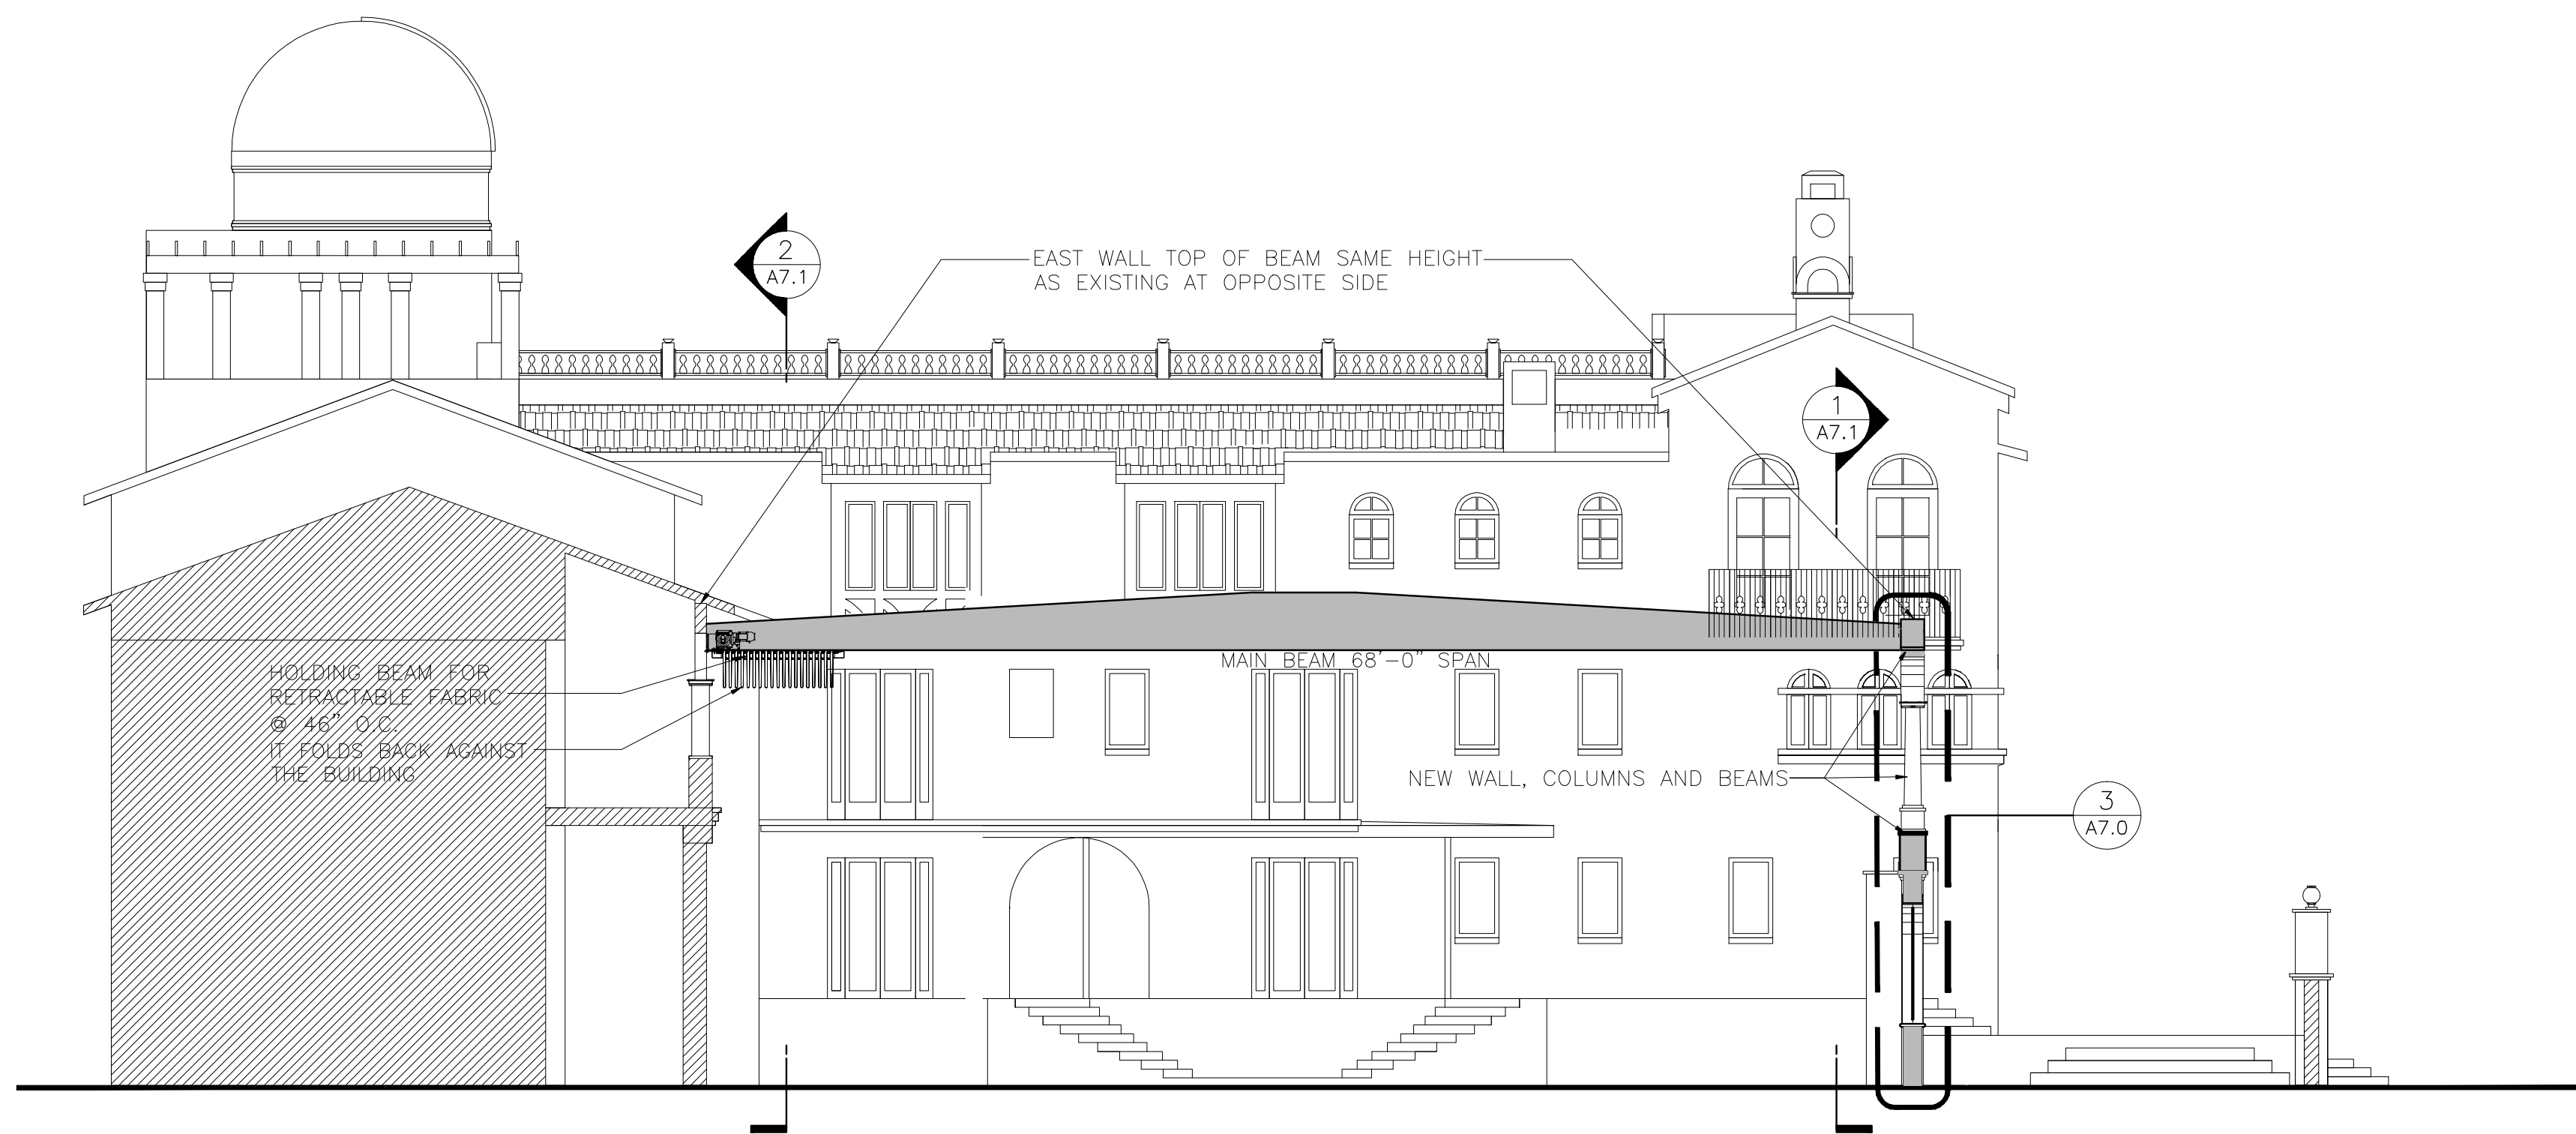 2
A7.1
EAST WALL TOP OF BEAM SAME HEIGHT
AS EXISTING AT OPPOSITE SIDE
1
A7.1
MAIN BEAM 68'-0" SPAN
HOLDING BEAM FOR
RETRACTABLE FABRIC
@ 46" O.C.
IT FOLDS BACK AGAINST
THE BUILDING
NEW WALL, COLUMNS AND BEAMS
3
A7.0